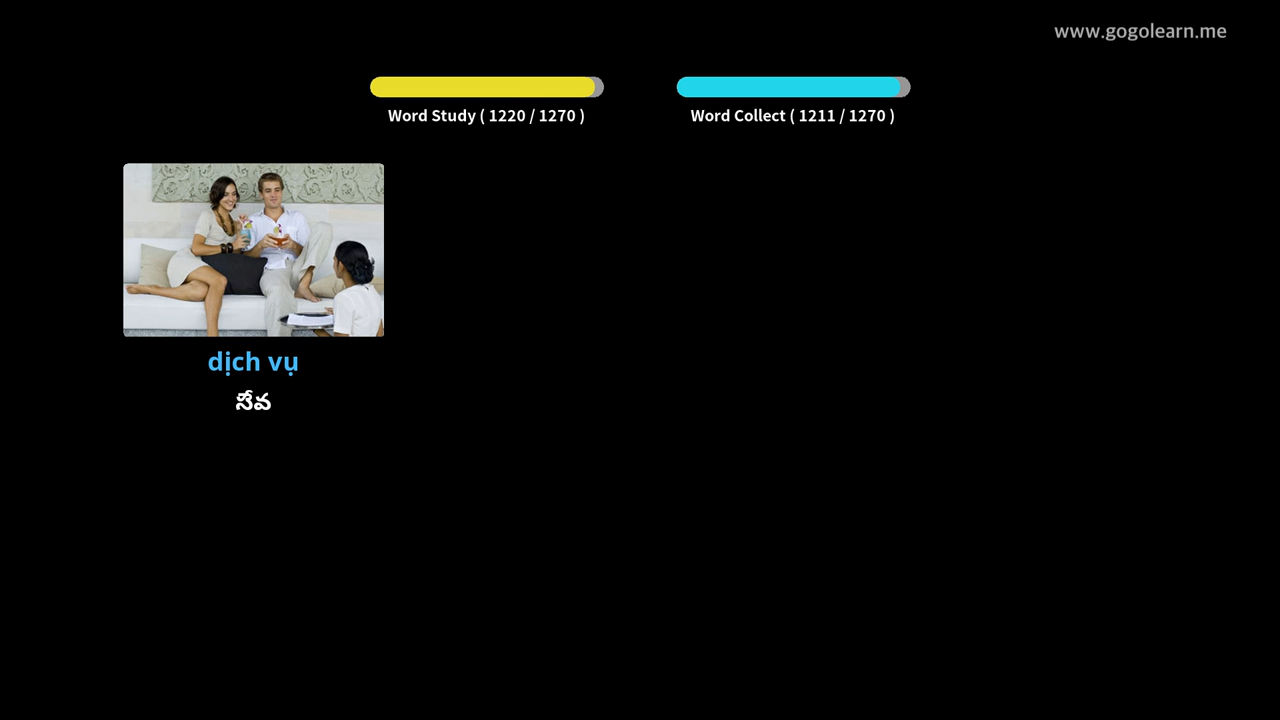 www.gogolearn.me
Word Study ( 1220 / 1270 )
Word Collect ( 1211 / 1270 )
dịch vụ
సేవ